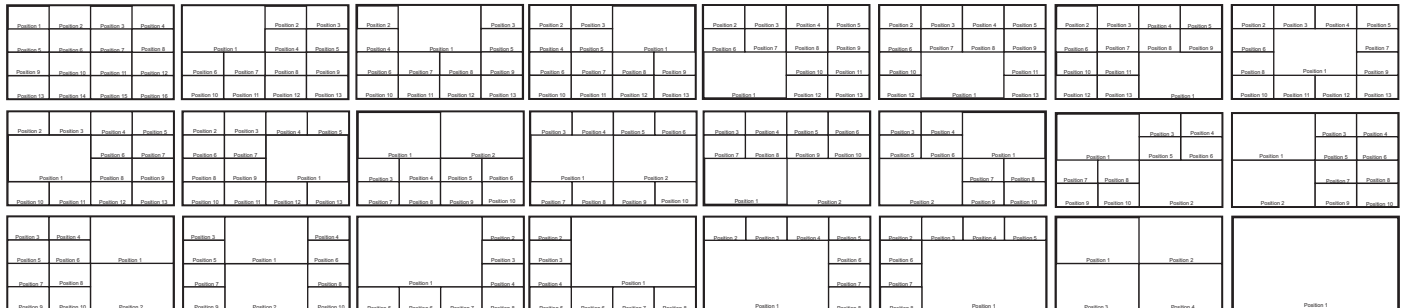 Position 1 Position 2 Position 3 Position 4
Position 5 Position 6 Position 7 Position 8
Position 9 Position 10 Position 11 Position 12
Position 13 Position 14 Position 15 Position 16
Position 2 Position 3
Position 1 Position 4 Position 5
Position 6 Position 7 Position 8 Position 9
Position 10 Position 11 Position 12 Position 13
Position 2 Position 3
Position 4 Position 1 Position 5
Position 6 Position 7 Position 8 Position 9
Position 10 Position 11 Position 12 Position 13
Position 2 Position 3
Position 4 Position 5 Position 1
Position 6 Position 7 Position 8 Position 9
Position 10 Position 11 Position 12 Position 13
Position 2 Position 3 Position 4 Position 5
Position 6 Position 7 Position 8 Position 9
Position 10 Position 11
Position 1 Position 12 Position 13
Position 2 Position 3 Position 4 Position 5
Position 6 Position 7 Position 8 Position 9
Position 10 Position 11
Position 12 Position 1 Position 13
Position 2 Position 3 Position 4 Position 5
Position 6 Position 7 Position 8 Position 9
Position 10 Position 11
Position 12 Position 13 Position 1
Position 2 Position 3 Position 4 Position 5
Position 6 Position 7
Position 8 Position 1 Position 9
Position 10 Position 11 Position 12 Position 13
Position 2 Position 3 Position 4 Position 5
Position 6 Position 7
Position 1 Position 8 Position 9
Position 10 Position 11 Position 12 Position 13
Position 2 Position 3 Position 4 Position 5
Position 6 Position 7
Position 8 Position 9 Position 1
Position 10 Position 11 Position 12 Position 13
Position 1 Position 2
Position 3 Position 4 Position 5 Position 6
Position 7 Position 8 Position 9 Position 10
Position 3 Position 4 Position 5 Position 6
Position 1 Position 2
Position 7 Position 8 Position 9 Position 10
Position 3 Position 4 Position 5 Position 6
Position 7 Position 8 Position 9 Position 10
Position 1 Position 2
Position 3 Position 4
Position 5 Position 6 Position 1
Position 7 Position 8
Position 2 Position 9 Position 10
Position 3 Position 4
Position 1 Position 5 Position 6
Position 7 Position 8
Position 9 Position 10 Position 2
Position 3 Position 4
Position 1 Position 5 Position 6
Position 7 Position 8
Position 2 Position 9 Position 10
Position 3 Position 4
Position 5 Position 6 Position 1
Position 7 Position 8
Position 9 Position 10 Position 2
Position 3 Position 4
Position 5 Position 1 Position 6
Position 7 Position 8
Position 9 Position 2 Position 10
Position 2
Position 3
Position 1 Position 4
Position 5 Position 6 Position 7 Position 8
Position 2
Position 3
Position 4 Position 1
Position 5 Position 6 Position 7 Position 8
Position 2 Position 3 Position 4 Position 5
Position 6
Position 7
Position 1 Position 8
Position 2 Position 3 Position 4 Position 5
Position 6
Position 7
Position 8 Position 1
Position 1 Position 2
Position 3 Position 4
Position 1